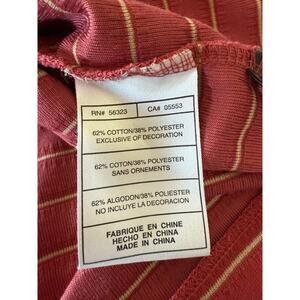 RN# 56323 CA# 05553
62% COTTON/38% POLYESTER
EXCLUSIVE OF DECORATION
62% COTON/38% POLYESTER
SANS ORNEMENTS
62% ALGODON/38% POLIESTER
NO INCLUYE LA DECORACION
FABRIQUE EN CHINE
HECHO EN CHINA
MADE IN CHINA